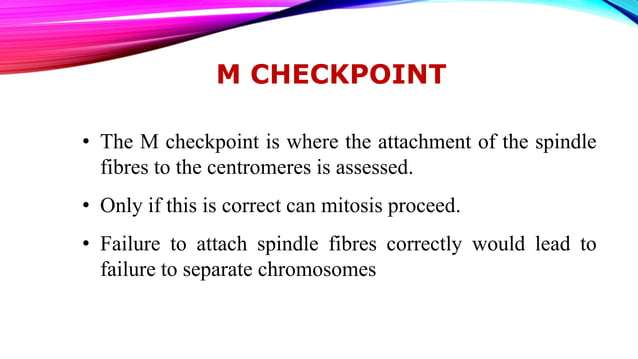 M CHECKPOINT
• The M checkpoint is where the attachment of the spindle
fibres to the centromeres is assessed.
• Only if this is correct can mitosis proceed.
• Failure to attach spindle fibres correctly would lead to
failure to separate chromosomes